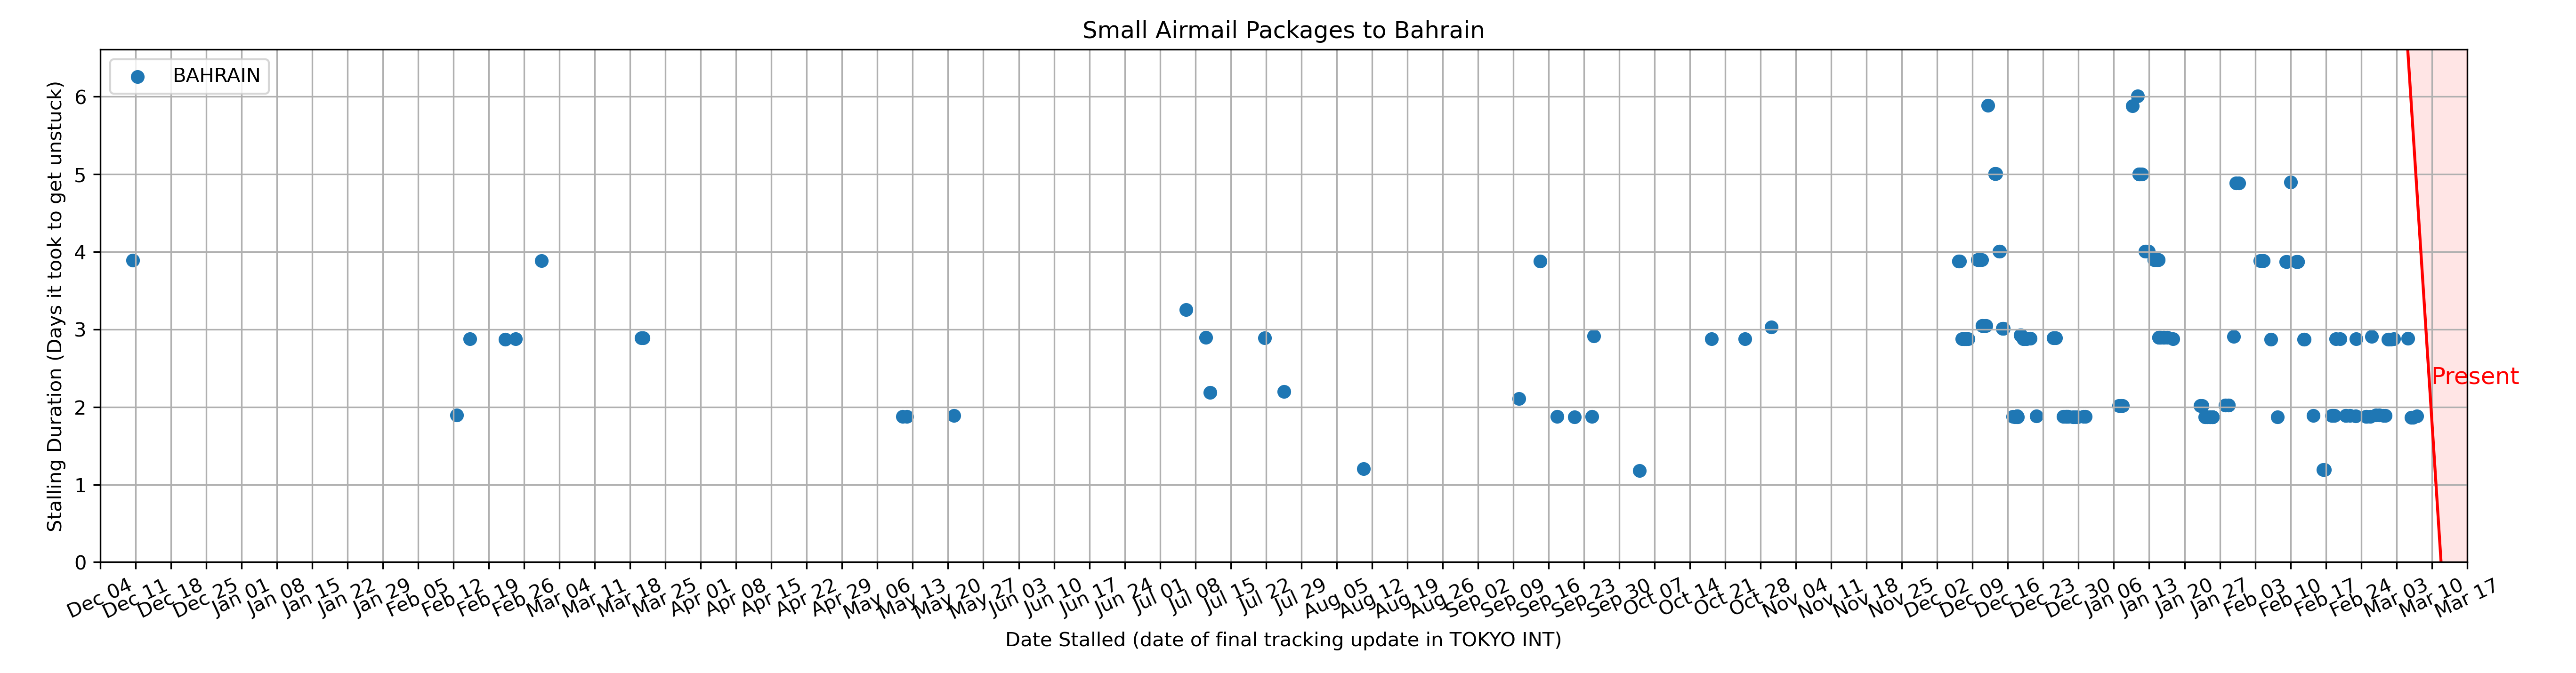 Small Airmail Packages to Bahrain
BAHRAIN
Stalling Duration (Days it took to get unstuck)
6
5
4
3
2
1
0
Present
Dec 04
Dec 11
Dec 18
Dec 25
Jan 01
Jan 08
Jan 15
Jan 22
Jan 29
Feb 05
Feb 12
Feb 19
Feb 26
Mar 04
Mar 11
Mar 18
Mar 25
Apr 01
Apr 08
Apr 15
Apr 22
Apr 29
May 06
May 13
May 20
May 27
Jun 03
Jun 10
Jun 17
Jun 24
Jul 01
Jul 08
Jul 15
Jul 22
Jul 29
Aug 05
Aug 12
Aug 19
Aug 26
Sep 02
Sep 09
Sep 16
Sep 23
Sep 30
Oct 07
Oct 14
Oct 21
Oct 28
Nov 04
Nov 11
Nov 18
Nov 25
Dec 02
Dec 09
Dec 16
Dec 23
Dec 30
Jan 06
Jan 13
Jan 20
Jan 27
Feb 03
Feb 10
Feb 17
Feb 24
Mar 03
Mar 10
Mar 17
Date Stalled (date of final tracking update in TOKYO INT)